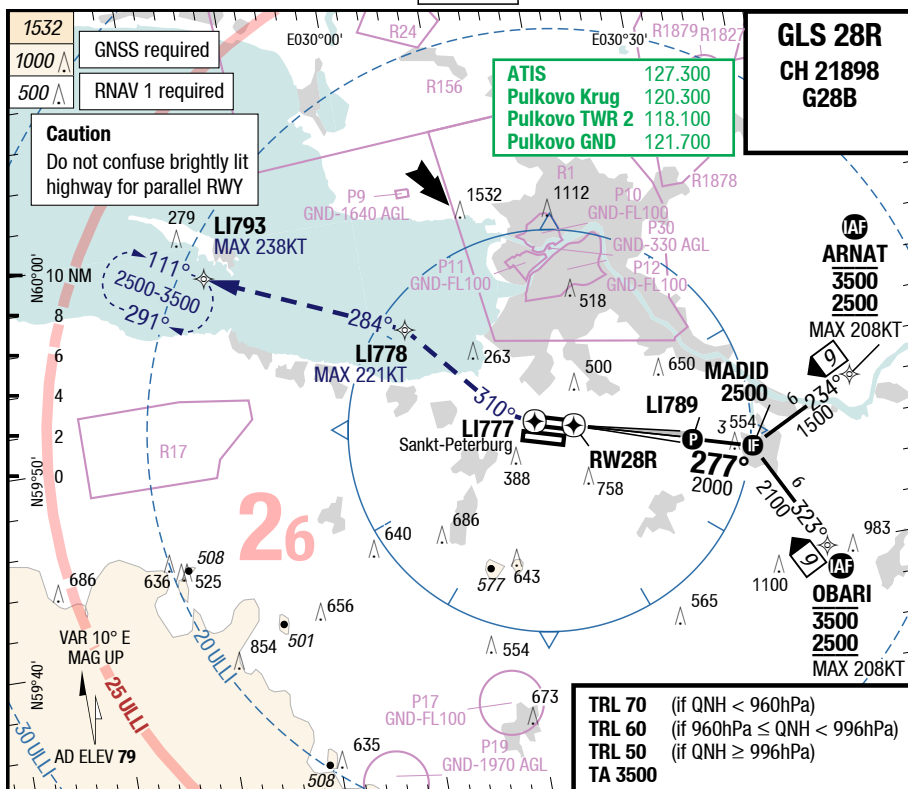 1532
1000
500
GNSS required
RNAV 1 required
Caution
Do not confuse brightly lit
highway for parallel RWY
E030°00'
E030°30'
R24
R156
R1879
R1827
R1878
GLS 28R
CH 21898
G28B
ATIS 127.300
Pulkovo Krug 120.300
Pulkovo TWR 2 118.100
Pulkovo GND 121.700
P9
GND-1640 AGL
1532
R1
1112
P10
GND-FL100
P30
GND-330 AGL
P11
GND-FL100
P12
GND-FL100
518
279
LI793
MAX 238KT
111°
2500-3500
291°
N60°00'
10 NM
8
6
4
2
0
N59°50'
284°
LI778
MAX 221KT
263
310°
500
650
IAF
ARNAT
3500
2500
MAX 208KT
9
234°
6
1500
MADID
2500
LI789
3
554
P
IF
LI777
Sankt-Peterburg
RW28R
277°
2000
388
758
6
2100
323°
9
983
1100
IAF
OBARI
3500
2500
MAX 208KT
R17
26
686
640
577
643
508
636
525
686
656
501
854
565
554
673
VAR 10° E
MAG UP
N59°40'
20 ULLI
25 ULLI
30 ULLI
AD ELEV 79
P17
GND-FL100
P19
GND-1970 AGL
635
508
TRL 70 (if QNH < 960hPa)
TRL 60 (if 960hPa ≤ QNH < 996hPa)
TRL 50 (if QNH ≥ 996hPa)
TA 3500